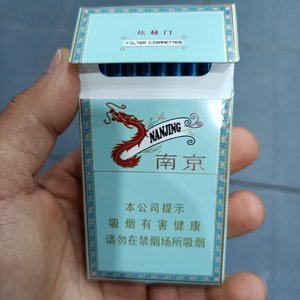 炫赫门
FILTER CIGARETTES
NANJING
南京
本公司提示
吸烟有害健康
请勿在禁烟场所吸烟